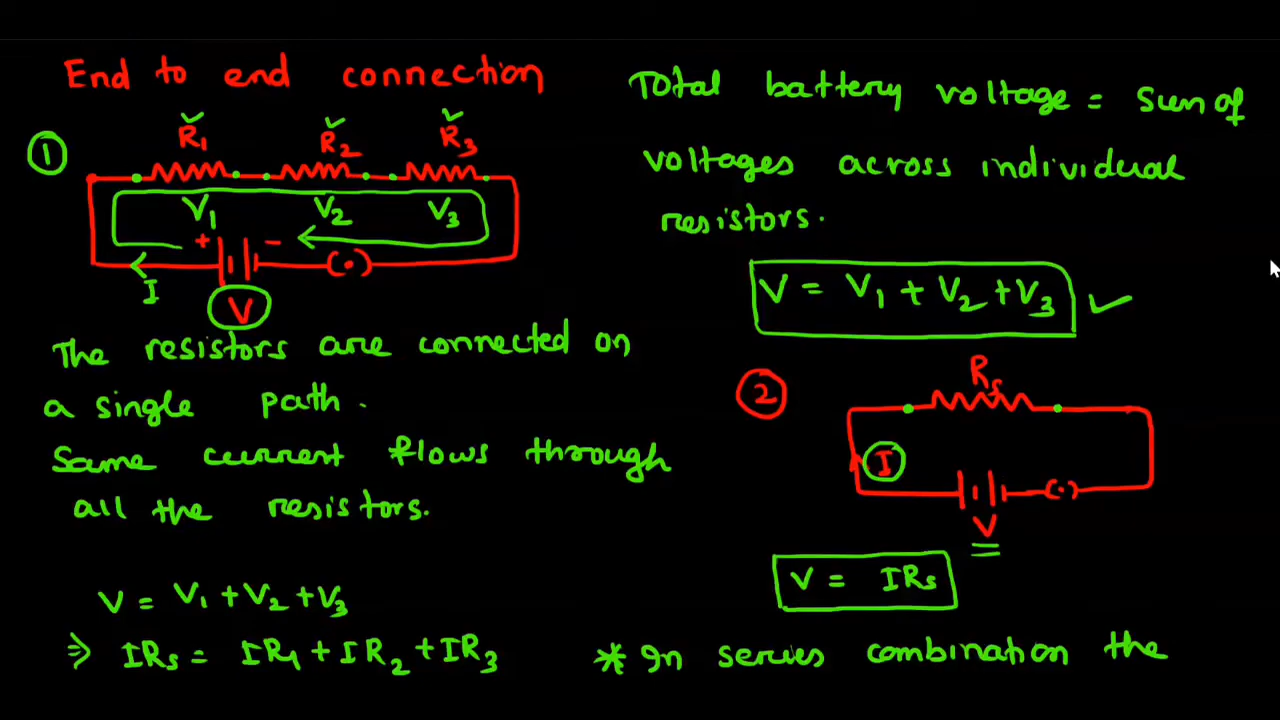 End to end connection
①
R₁ R₂ R₃
V₁ V₂ V₃
+ −
I
V
The resistors are connected on
a single path.
Same current flows through
all the resistors.
V = V₁ + V₂ + V₃
⇒ IRₛ = IR₁ + IR₂ + IR₃
Total battery voltage = Sum of
voltages across individual
resistors.
V = V₁ + V₂ + V₃ ✓
②
Rₛ
I
V
V = IRₛ
* In series combination the